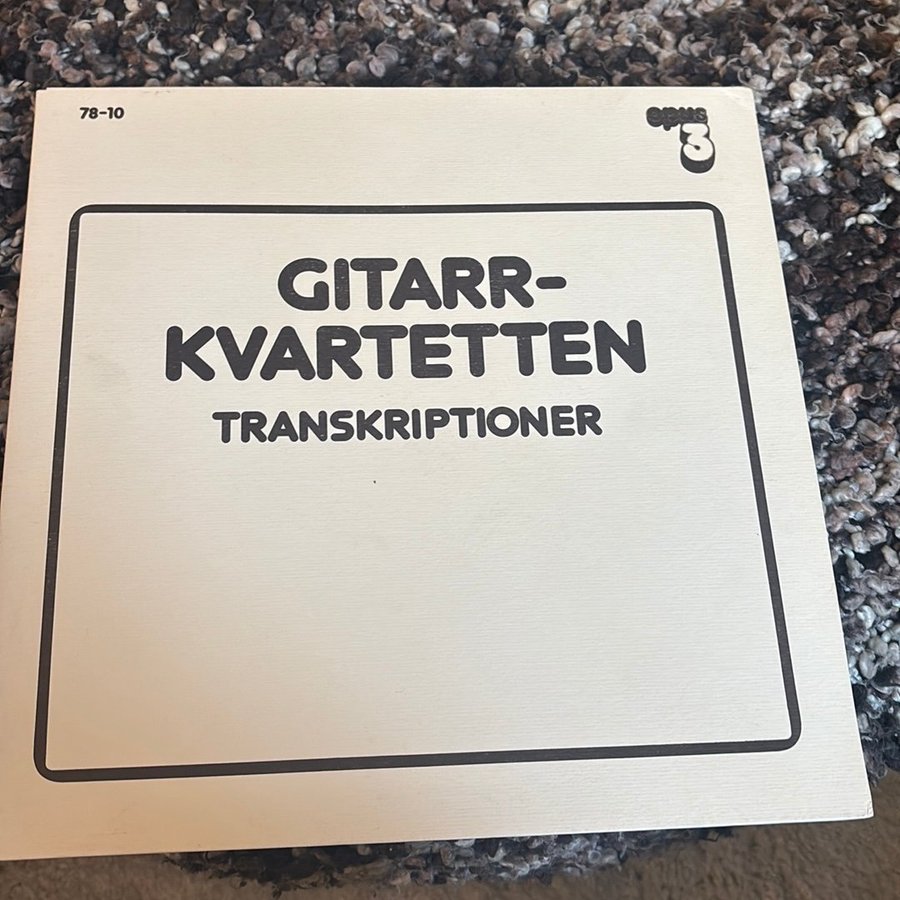 78-10
opus
3
GITARR-
KVARTETTEN
TRANSKRIPTIONER